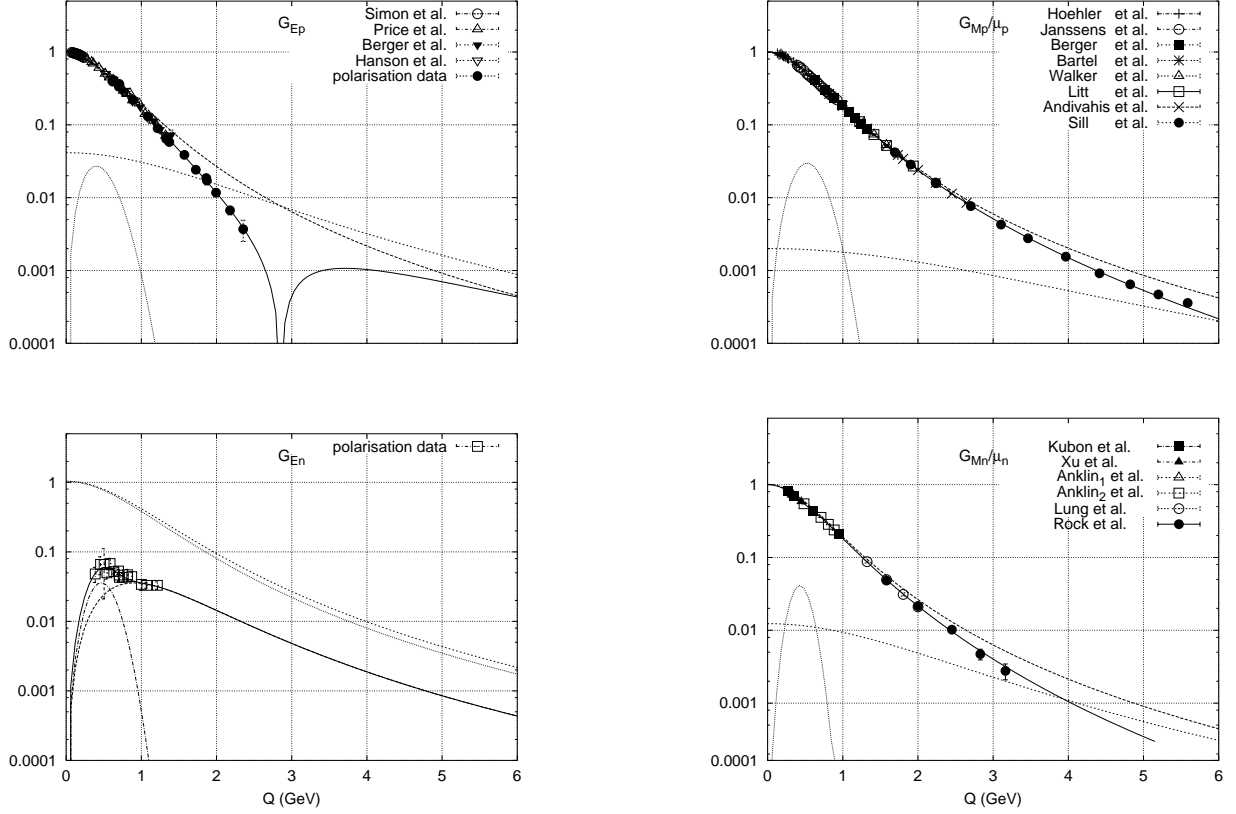 G_Ep
Simon et al.
Price et al.
Berger et al.
Hanson et al.
polarisation data
1
0.1
0.01
0.001
0.0001
G_Mp/μ_p
Hoehler et al.
Janssens et al.
Berger et al.
Bartel et al.
Walker et al.
Litt et al.
Andivahis et al.
Sill et al.
1
0.1
0.01
0.001
0.0001
G_En
polarisation data
1
0.1
0.01
0.001
0.0001
0 1 2 3 4 5 6
Q (GeV)
G_Mn/μ_n
Kubon et al.
Xu et al.
Anklin_1 et al.
Anklin_2 et al.
Lung et al.
Rock et al.
1
0.1
0.01
0.001
0.0001
0 1 2 3 4 5 6
Q (GeV)